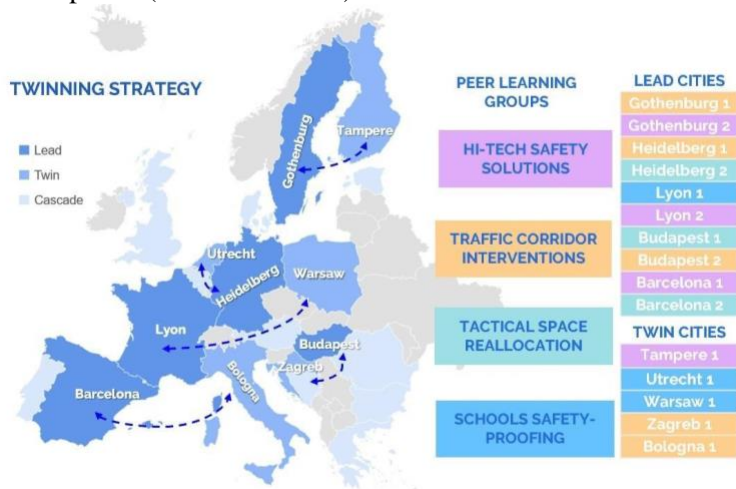 TWINNING STRATEGY
Lead
Twin
Cascade
Gothenburg
Tampere
Utrecht
Heidelberg
Warsaw
Lyon
Budapest
Zagreb
Bologna
Barcelona
PEER LEARNING
GROUPS
HI-TECH SAFETY
SOLUTIONS
TRAFFIC CORRIDOR
INTERVENTIONS
TACTICAL SPACE
REALLOCATION
SCHOOLS SAFETY-
PROOFING
LEAD CITIES
Gothenburg 1
Gothenburg 2
Heidelberg 1
Heidelberg 2
Lyon 1
Lyon 2
Budapest 1
Budapest 2
Barcelona 1
Barcelona 2
TWIN CITIES
Tampere 1
Utrecht 1
Warsaw 1
Zagreb 1
Bologna 1